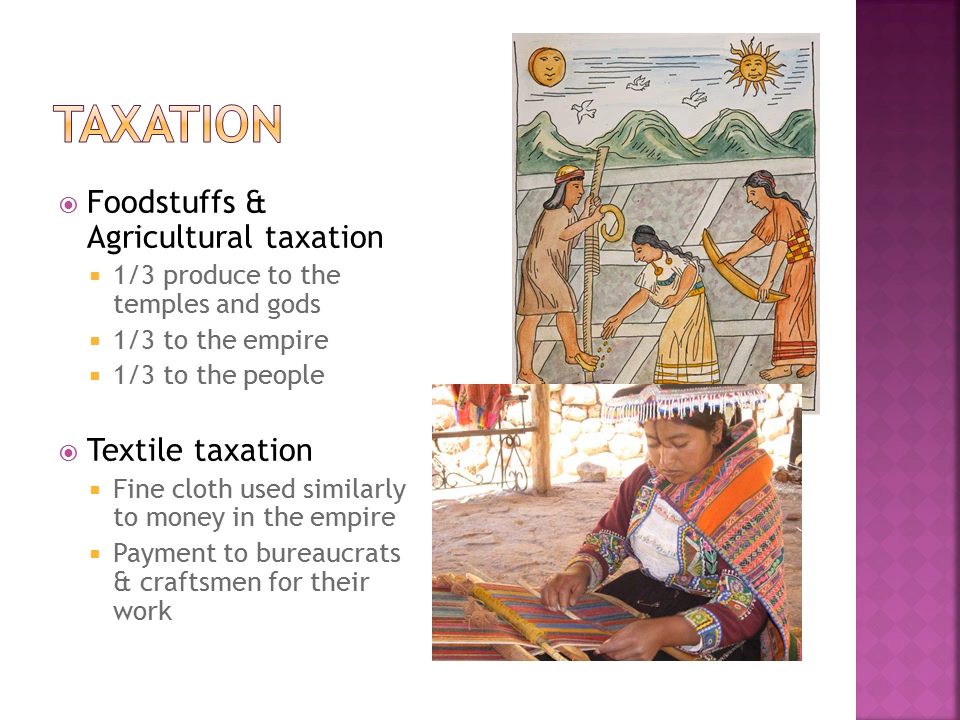 TAXATION
Foodstuffs &
Agricultural taxation
1/3 produce to the
temples and gods
1/3 to the empire
1/3 to the people
Textile taxation
Fine cloth used similarly
to money in the empire
Payment to bureaucrats
& craftsmen for their
work